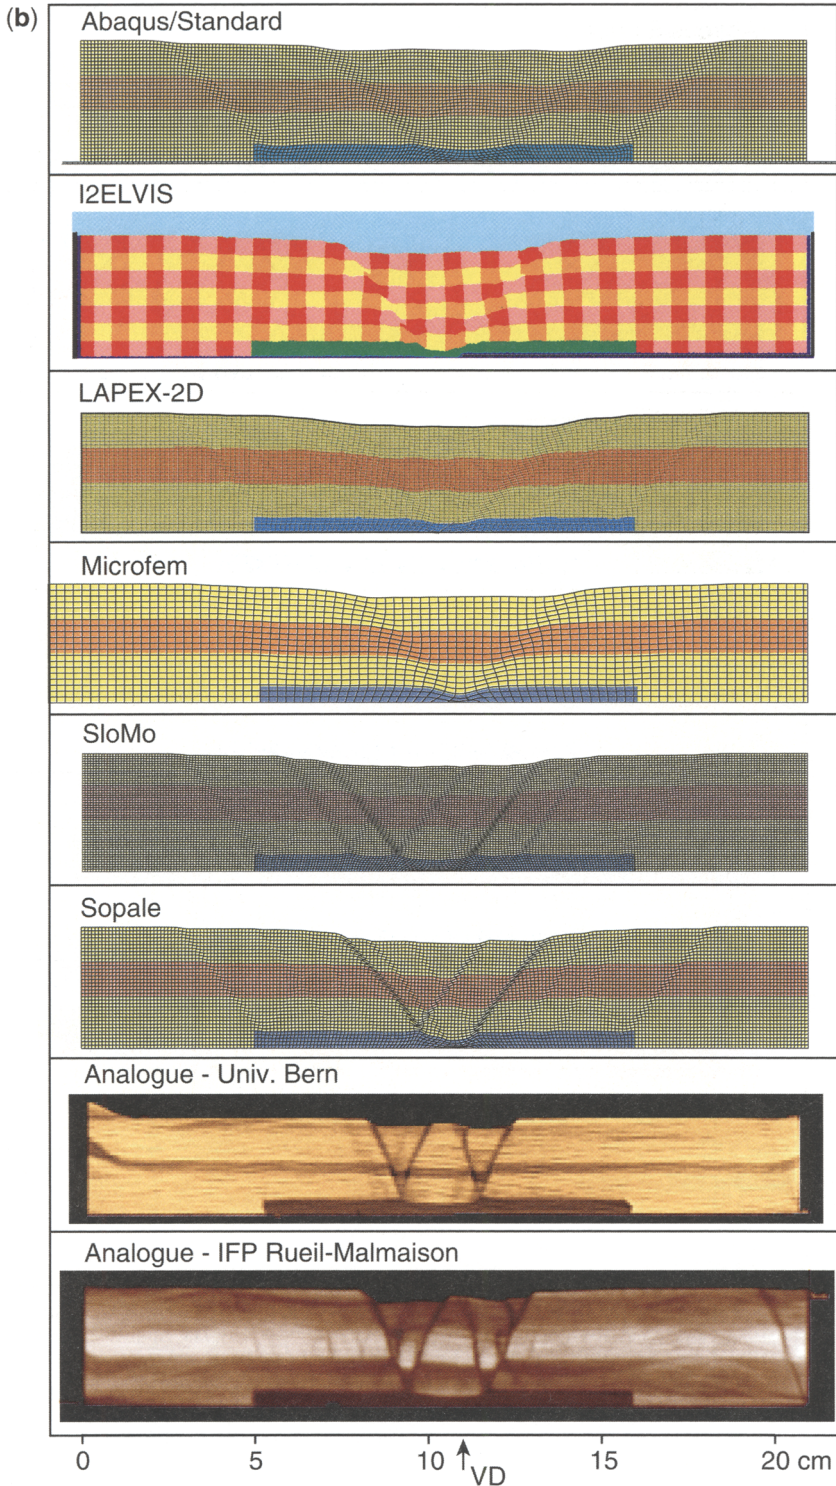 (b)
Abaqus/Standard
I2ELVIS
LAPEX-2D
Microfem
SloMo
Sopale
Analogue - Univ. Bern
Analogue - IFP Rueil-Malmaison
0 5 10 15 20 cm
VD